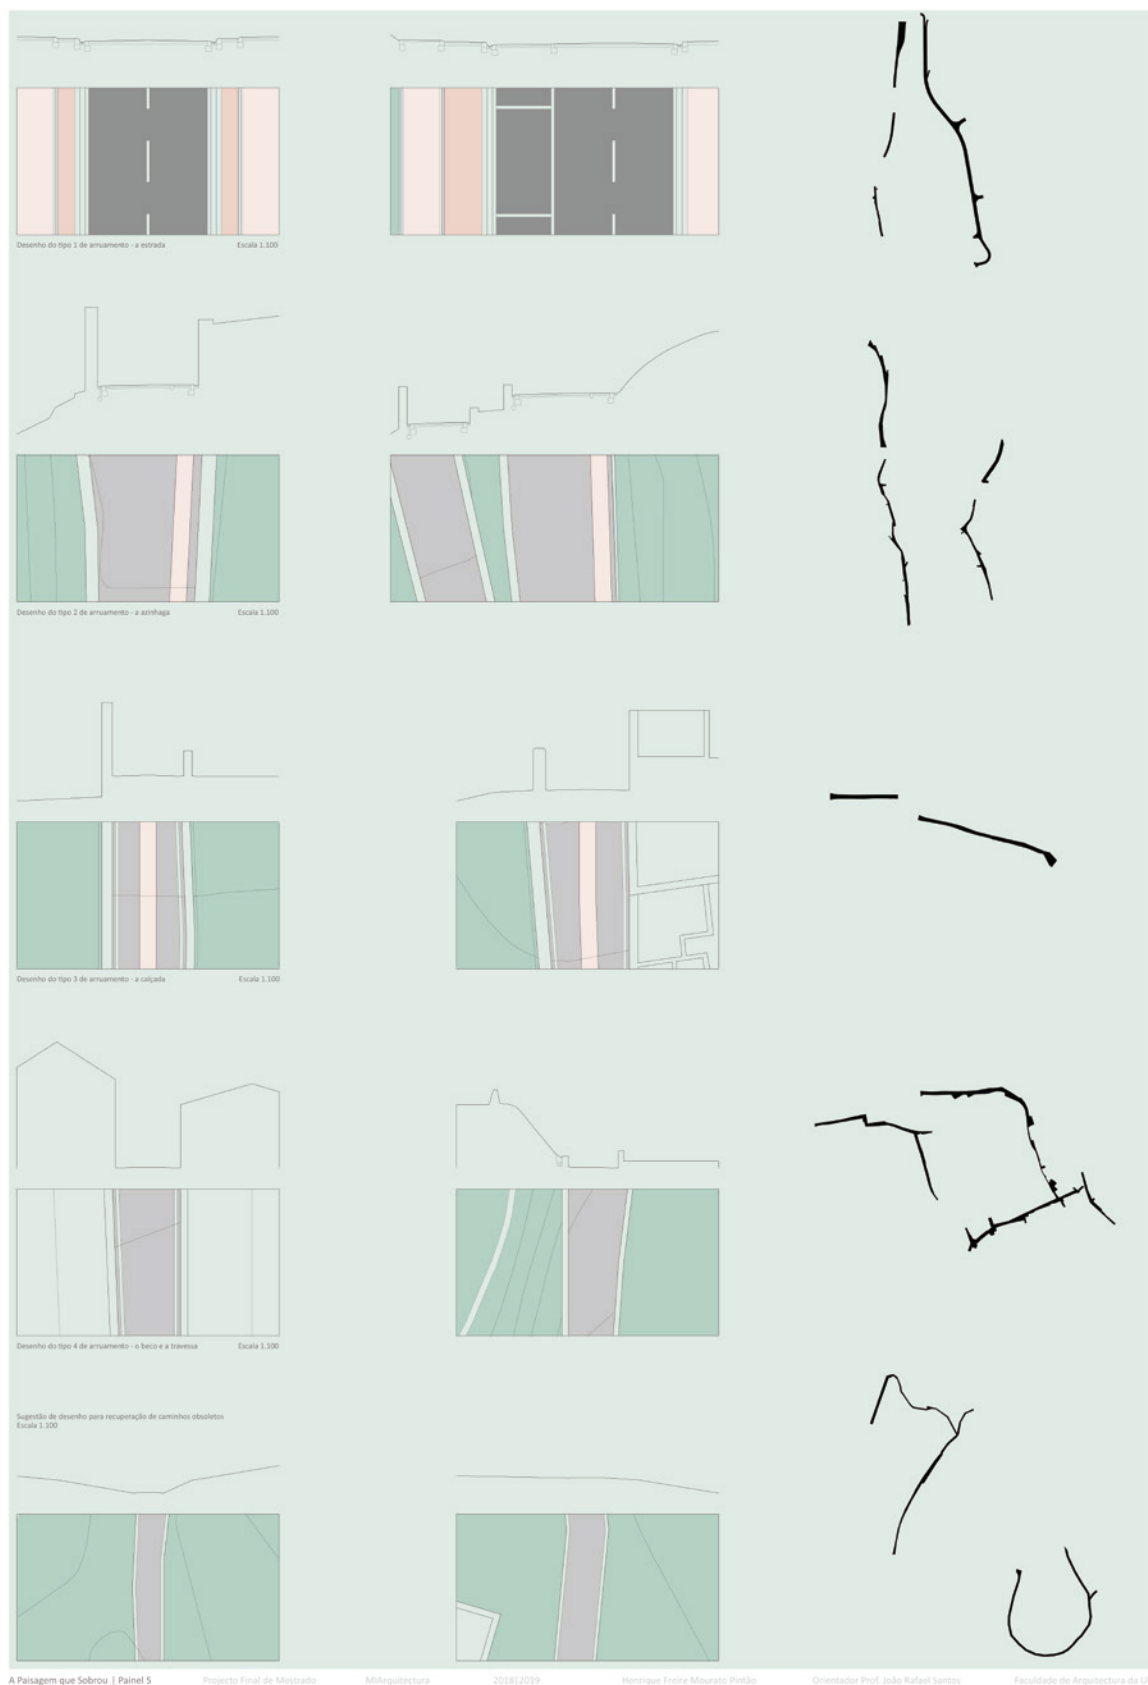 Desenho do tipo 1 de arruamento - a estrada Escala 1.100
Desenho do tipo 2 de arruamento - a azinhaga Escala 1.100
Desenho do tipo 3 de arruamento - a calçada Escala 1.100
Desenho do tipo 4 de arruamento - o beco e a travessa Escala 1.100
Sugestão de desenho para recuperação de caminhos obsoletos
Escala 1.100
A Paisagem que Sobrou | Painel 5 Projecto Final de Mestrado MIArquitectura 2018|2019 Henrique Freire Mourato Pintão Orientador Prof. João Rafael Santos Faculdade de Arquitectura da U